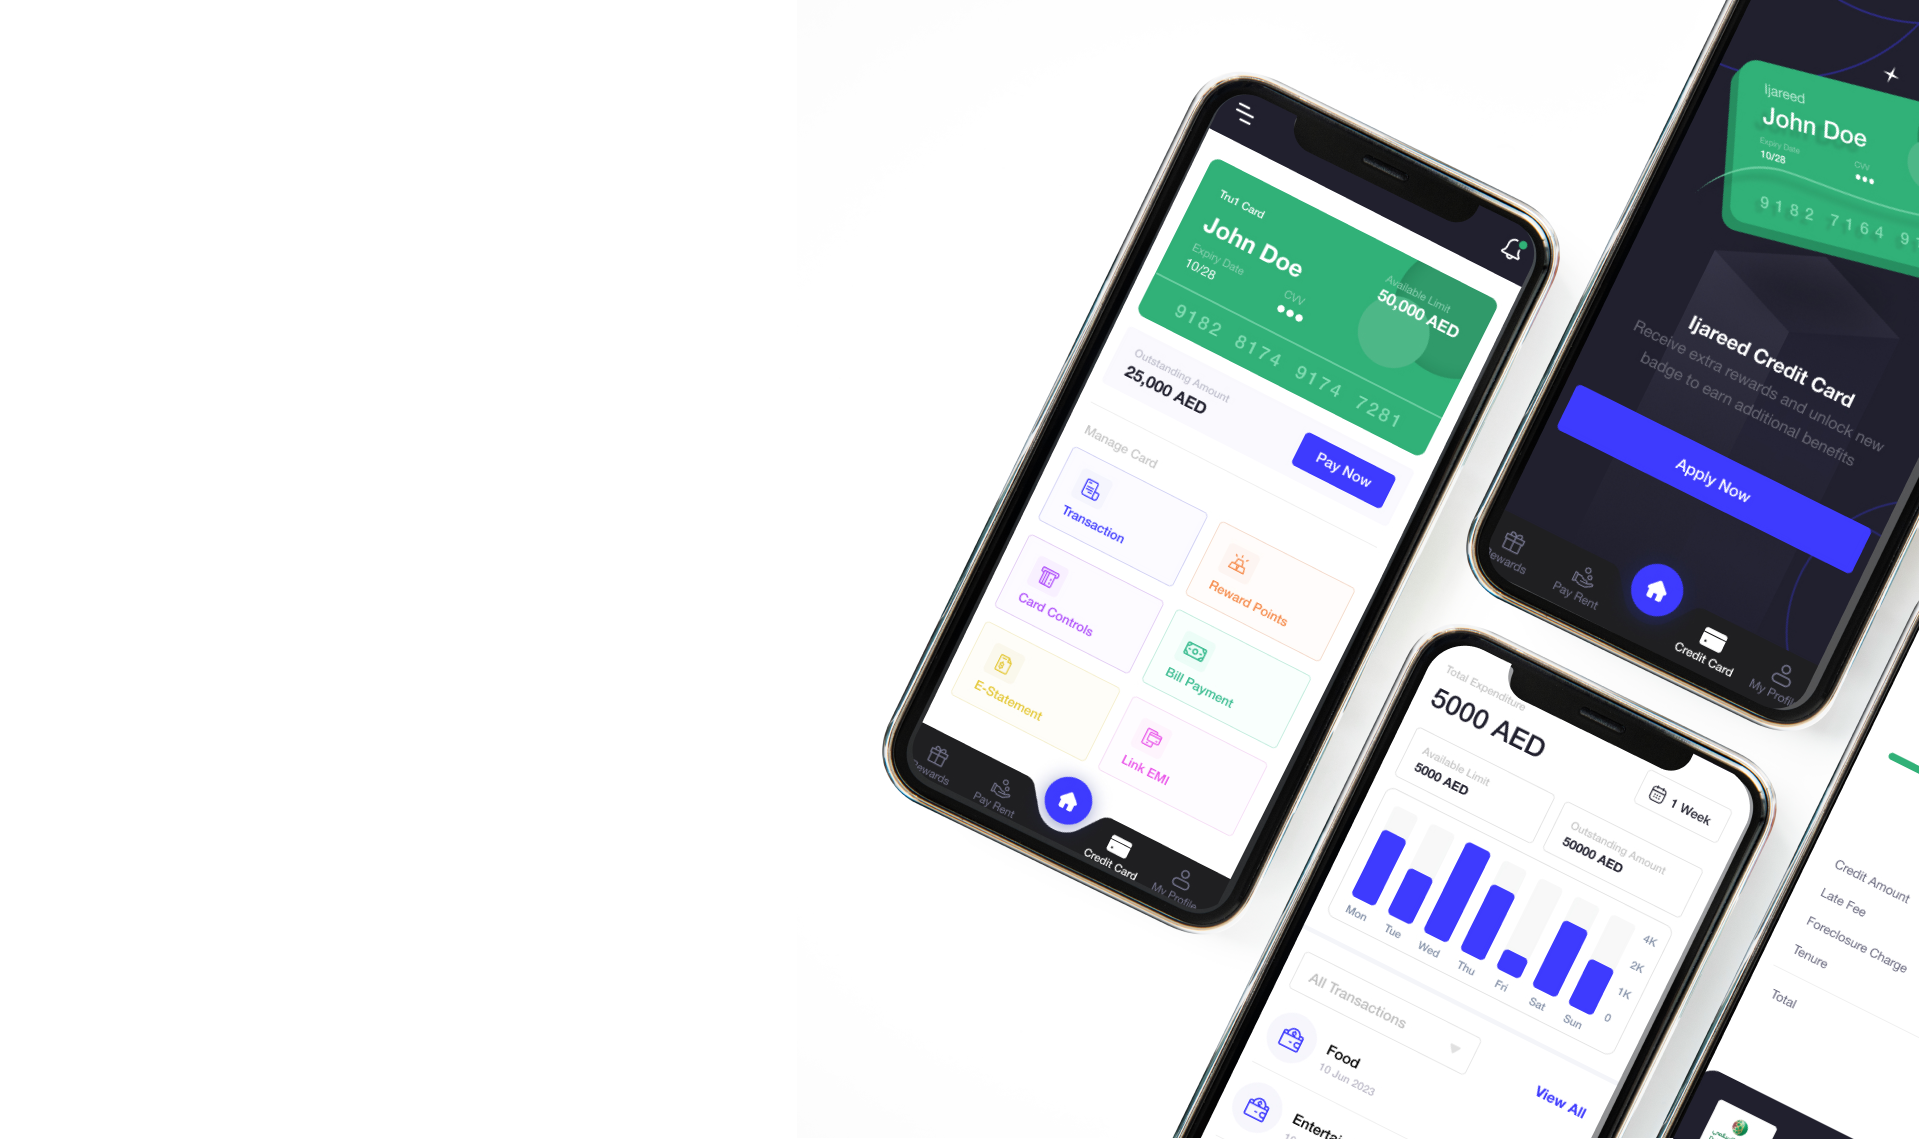 Tru1 Card
John Doe
Expiry Date
10/28
CVV
Available Limit
50,000 AED
9182 8174 9174 7281
Outstanding Amount
25,000 AED
Pay Now
Manage Card
Transaction
Reward Points
Card Controls
Bill Payment
E-Statement
Link EMI
ewards
Pay Rent
Credit Card
My Profile
Ijareed
John Doe
Expiry Date
10/28
CVV
9182 7164 9
Ijareed Credit Card
Receive extra rewards and unlock new
badge to earn additional benefits
Apply Now
ewards
Pay Rent
Credit Card
My Profil
Total Expenditure
5000 AED
1 Week
Available Limit
5000 AED
Outstanding Amount
50000 AED
4K
2K
1K
0
Mon Tue Wed Thu Fri Sat Sun
All Transactions
Food
10 Jun 2023
View All
Entertai
Credit Amount
Late Fee
Foreclosure Charge
Tenure
Total